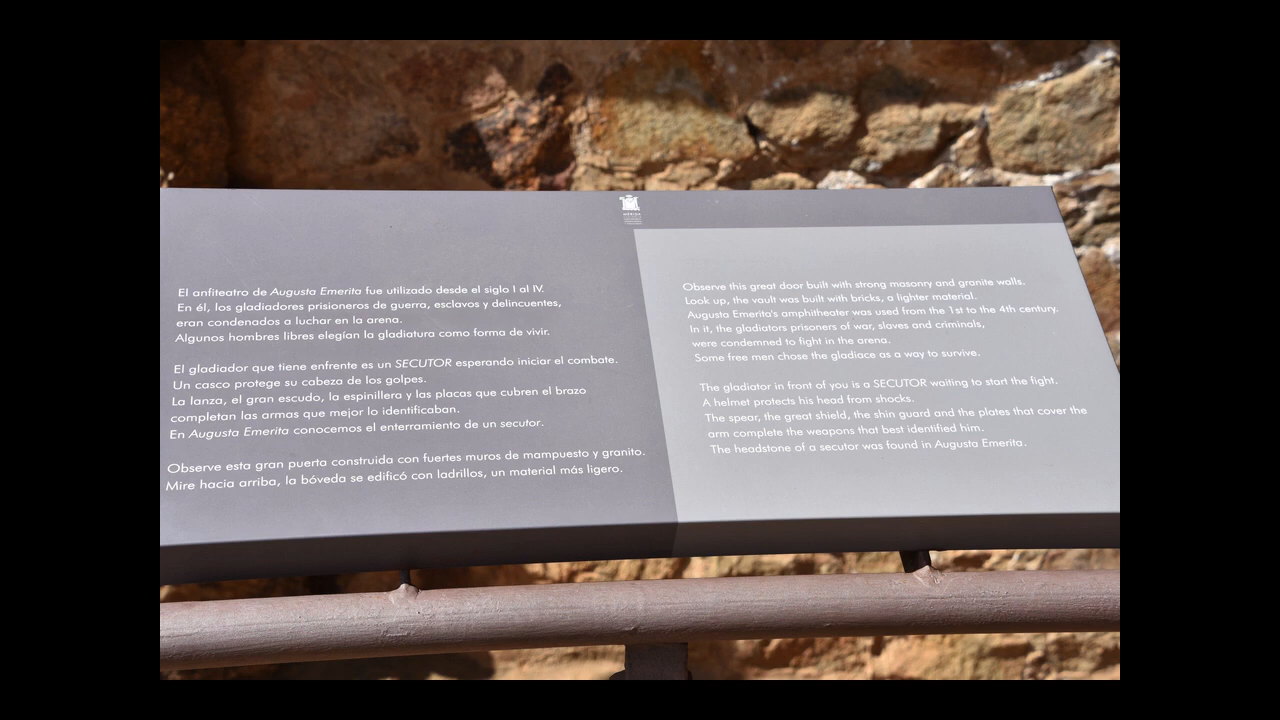 MÉRIDA
El anfiteatro de Augusta Emerita fue utilizado desde el siglo I al IV.
En él, los gladiadores prisioneros de guerra, esclavos y delincuentes,
eran condenados a luchar en la arena.
Algunos hombres libres elegían la gladiatura como forma de vivir.
El gladiador que tiene enfrente es un SECUTOR esperando iniciar el combate.
Un casco protege su cabeza de los golpes.
La lanza, el gran escudo, la espinillera y las placas que cubren el brazo
completan las armas que mejor lo identificaban.
En Augusta Emerita conocemos el enterramiento de un secutor.
Observe esta gran puerta construida con fuertes muros de mampuesto y granito.
Mire hacia arriba, la bóveda se edificó con ladrillos, un material más ligero.
Observe this great door built with strong masonry and granite walls.
Look up, the vault was built with bricks, a lighter material.
Augusta Emerita's amphitheater was used from the 1st to the 4th century.
In it, the gladiators prisoners of war, slaves and criminals,
were condemned to fight in the arena.
Some free men chose the gladiace as a way to survive.
The gladiator in front of you is a SECUTOR waiting to start the fight.
A helmet protects his head from shocks.
The spear, the great shield, the shin guard and the plates that cover the
arm complete the weapons that best identified him.
The headstone of a secutor was found in Augusta Emerita.